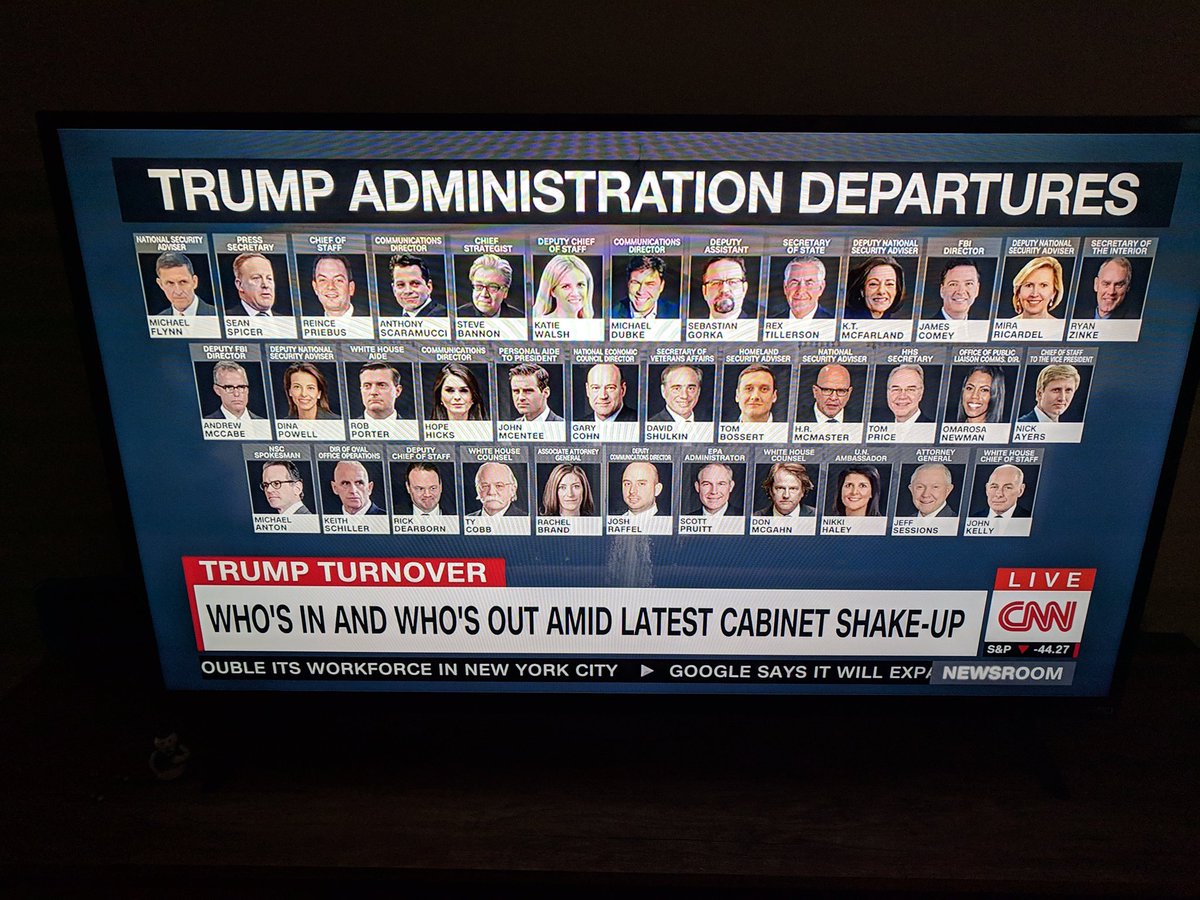 TRUMP ADMINISTRATION DEPARTURES
NATIONAL SECURITY
ADVISER
MICHAEL
FLYNN
PRESS
SECRETARY
SEAN
SPICER
CHIEF OF
STAFF
REINCE
PRIEBUS
COMMUNICATIONS
DIRECTOR
ANTHONY
SCARAMUCCI
CHIEF
STRATEGIST
STEVE
BANNON
DEPUTY CHIEF
OF STAFF
KATIE
WALSH
COMMUNICATIONS
DIRECTOR
MICHAEL
DUBKE
DEPUTY
ASSISTANT
SEBASTIAN
GORKA
SECRETARY
OF STATE
REX
TILLERSON
DEPUTY NATIONAL
SECURITY ADVISER
K.T.
MCFARLAND
FBI
DIRECTOR
JAMES
COMEY
DEPUTY NATIONAL
SECURITY ADVISER
MIRA
RICARDEL
SECRETARY OF
THE INTERIOR
RYAN
ZINKE
DEPUTY FBI
DIRECTOR
ANDREW
MCCABE
DEPUTY NATIONAL
SECURITY ADVISER
DINA
POWELL
WHITE HOUSE
AIDE
ROB
PORTER
COMMUNICATIONS
DIRECTOR
HOPE
HICKS
PERSONAL AIDE
TO PRESIDENT
JOHN
MCENTEE
NATIONAL ECONOMIC
COUNCIL DIRECTOR
GARY
COHN
SECRETARY OF
VETERANS AFFAIRS
DAVID
SHULKIN
HOMELAND
SECURITY ADVISER
TOM
BOSSERT
NATIONAL
SECURITY ADVISER
H.R.
MCMASTER
HHS
SECRETARY
TOM
PRICE
OFFICE OF PUBLIC
LIAISON COMMS. DIR.
OMAROSA
NEWMAN
CHIEF OF STAFF
TO THE VICE PRESIDENT
NICK
AYERS
NSC
SPOKESMAN
MICHAEL
ANTON
DIR OF OVAL
OFFICE OPERATIONS
KEITH
SCHILLER
DEPUTY
CHIEF OF STAFF
RICK
DEARBORN
WHITE HOUSE
COUNSEL
TY
COBB
ASSOCIATE ATTORNEY
GENERAL
RACHEL
BRAND
DEPUTY
COMMUNICATIONS DIRECTOR
JOSH
RAFFEL
EPA
ADMINISTRATOR
SCOTT
PRUITT
WHITE HOUSE
COUNSEL
DON
MCGAHN
U.N.
AMBASSADOR
NIKKI
HALEY
ATTORNEY
GENERAL
JEFF
SESSIONS
WHITE HOUSE
CHIEF OF STAFF
JOHN
KELLY
TRUMP TURNOVER
WHO'S IN AND WHO'S OUT AMID LATEST CABINET SHAKE-UP
LIVE
CNN
S&P ▼ -44.27
OUBLE ITS WORKFORCE IN NEW YORK CITY ▶ GOOGLE SAYS IT WILL EXPA
NEWSROOM